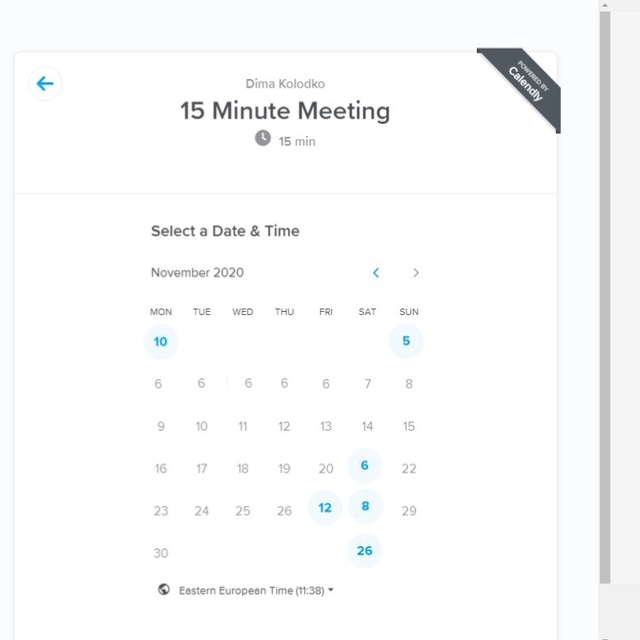 Dima Kolodko
POWERED BY
Calendly
15 Minute Meeting
15 min
Select a Date & Time
November 2020
MON TUE WED THU FRI SAT SUN
10 5
6 6 6 6 6 7 8
9 10 11 12 13 14 15
16 17 18 19 20 6 22
23 24 25 26 12 8 29
30 26
Eastern European Time (11:38)